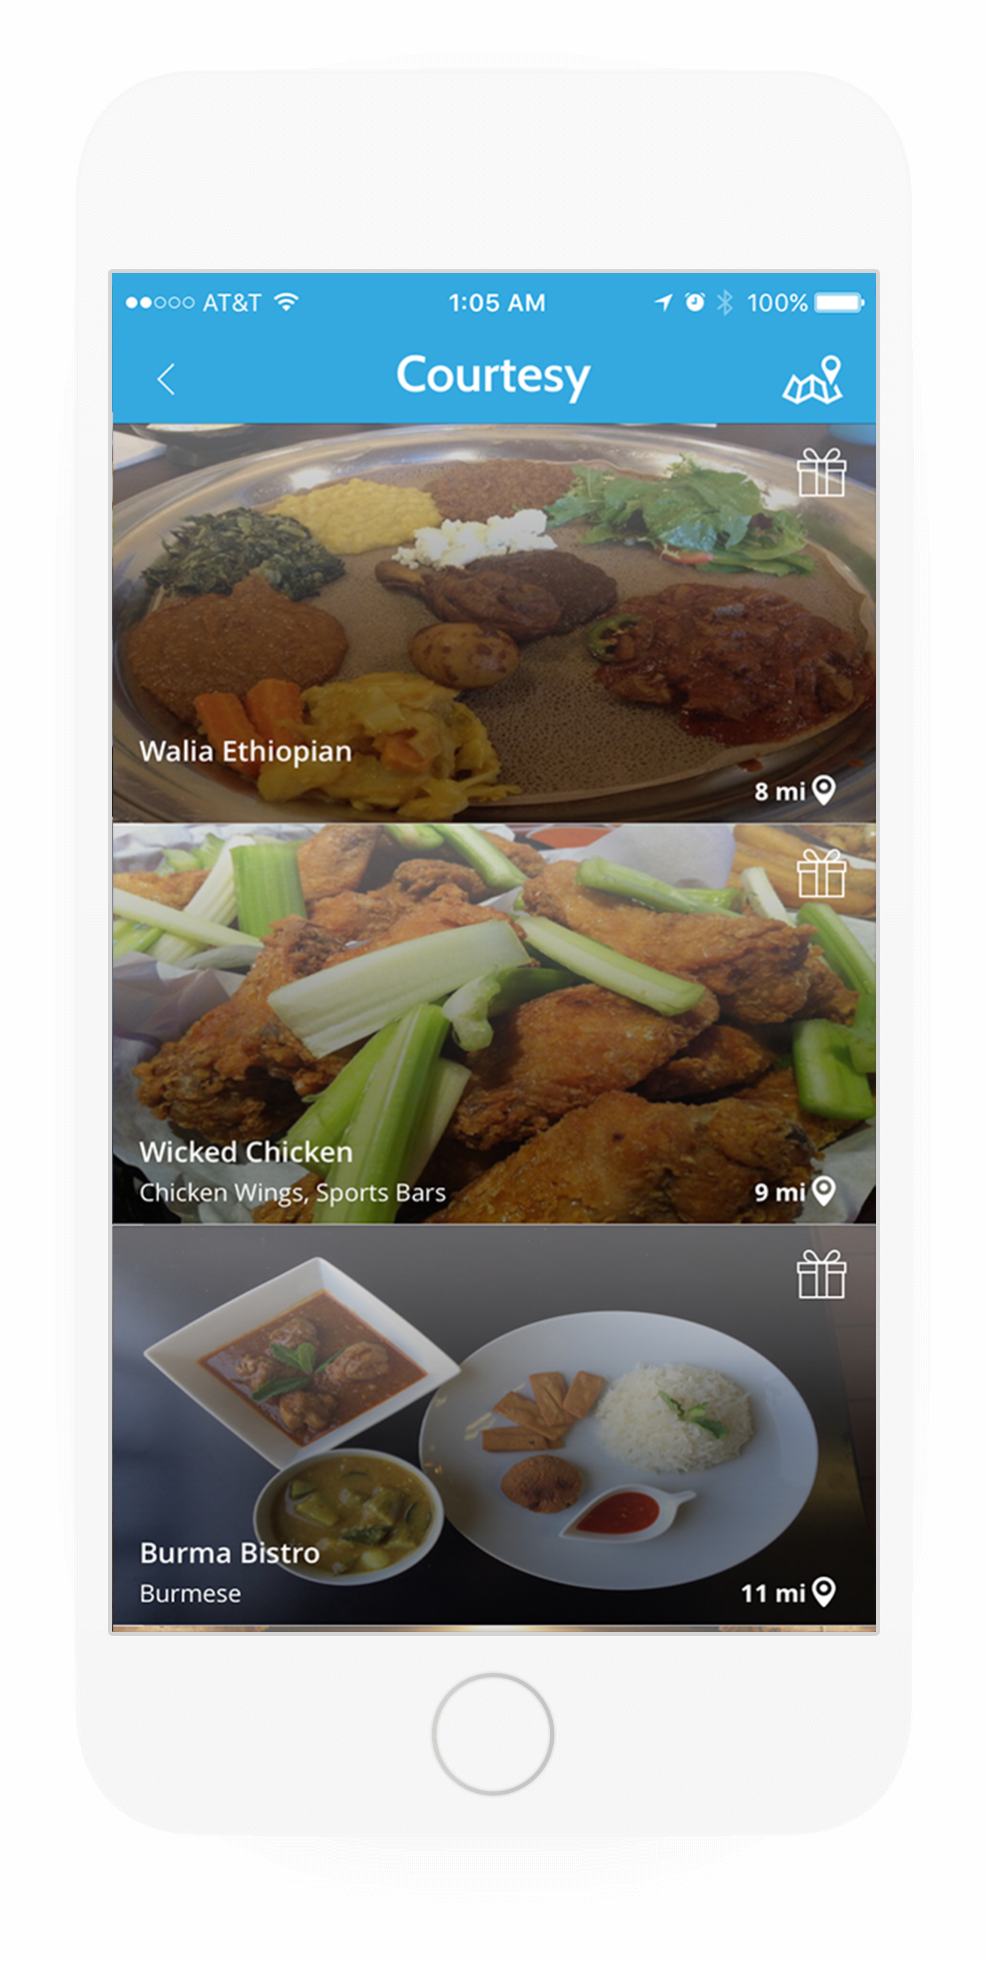 AT&T 1:05 AM 100%
Courtesy
Walia Ethiopian
8 mi
Wicked Chicken
Chicken Wings, Sports Bars
9 mi
Burma Bistro
Burmese
11 mi